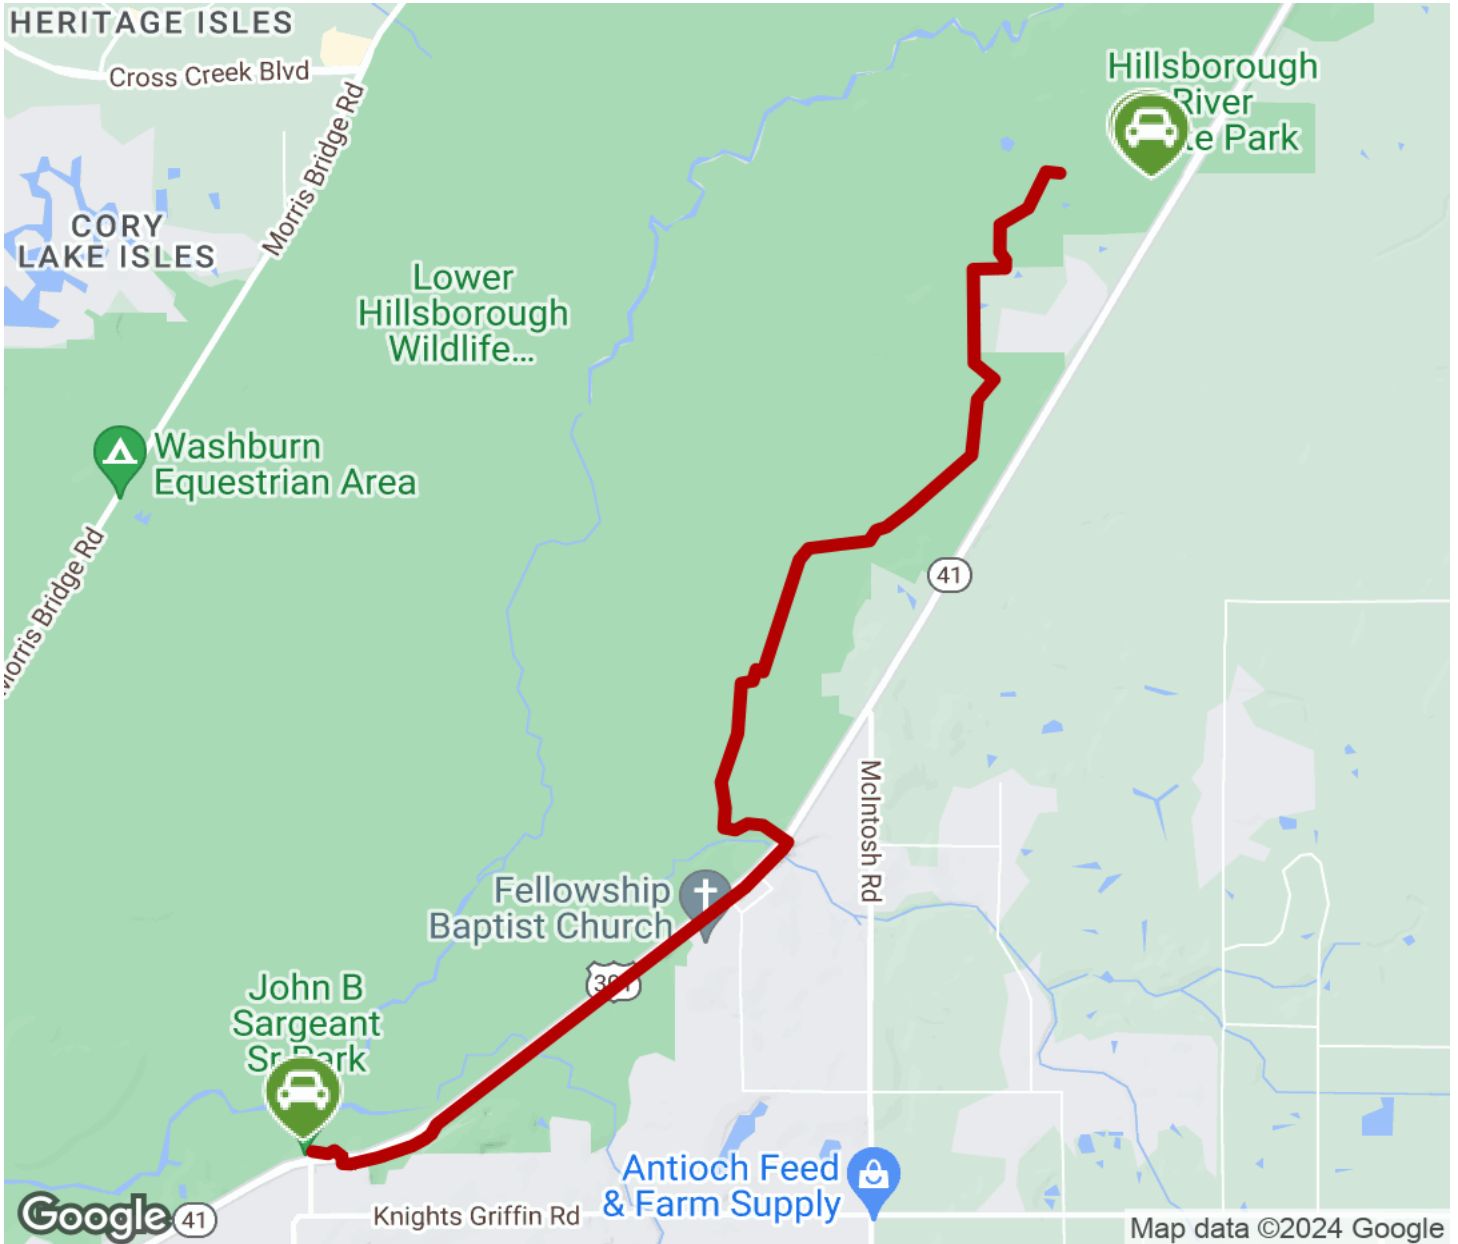 HERITAGE ISLES
Cross Creek Blvd
Morris Bridge Rd
Hillsborough
River
Park
CORY
LAKE ISLES
Lower
Hillsborough
Wildlife...
Washburn
Equestrian Area
Morris Bridge Rd
41
McIntosh Rd
Fellowship
Baptist Church
John B
Sargeant
Sr Park
Antioch Feed
& Farm Supply
Knights Griffin Rd
Google
41
Map data ©2024 Google